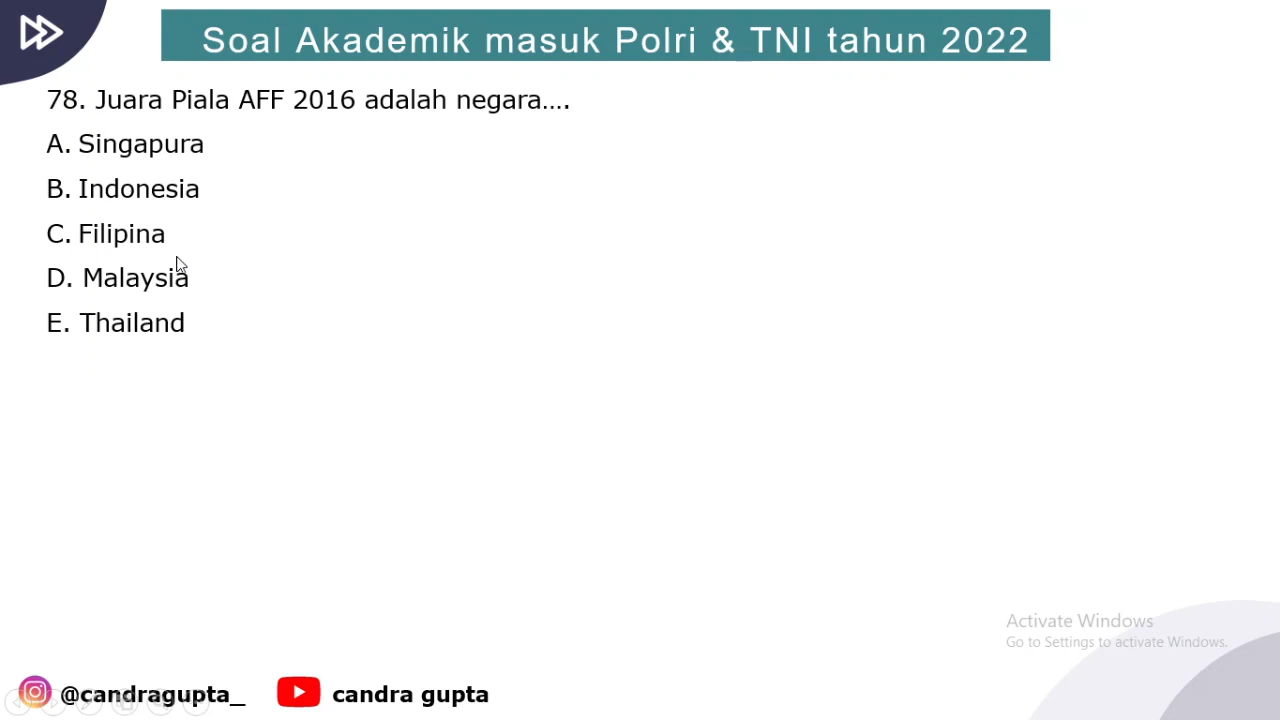 Soal Akademik masuk Polri & TNI tahun 2022
78. Juara Piala AFF 2016 adalah negara....
A. Singapura
B. Indonesia
C. Filipina
D. Malaysia
E. Thailand
Activate Windows
Go to Settings to activate Windows.
@candragupta_ candra gupta